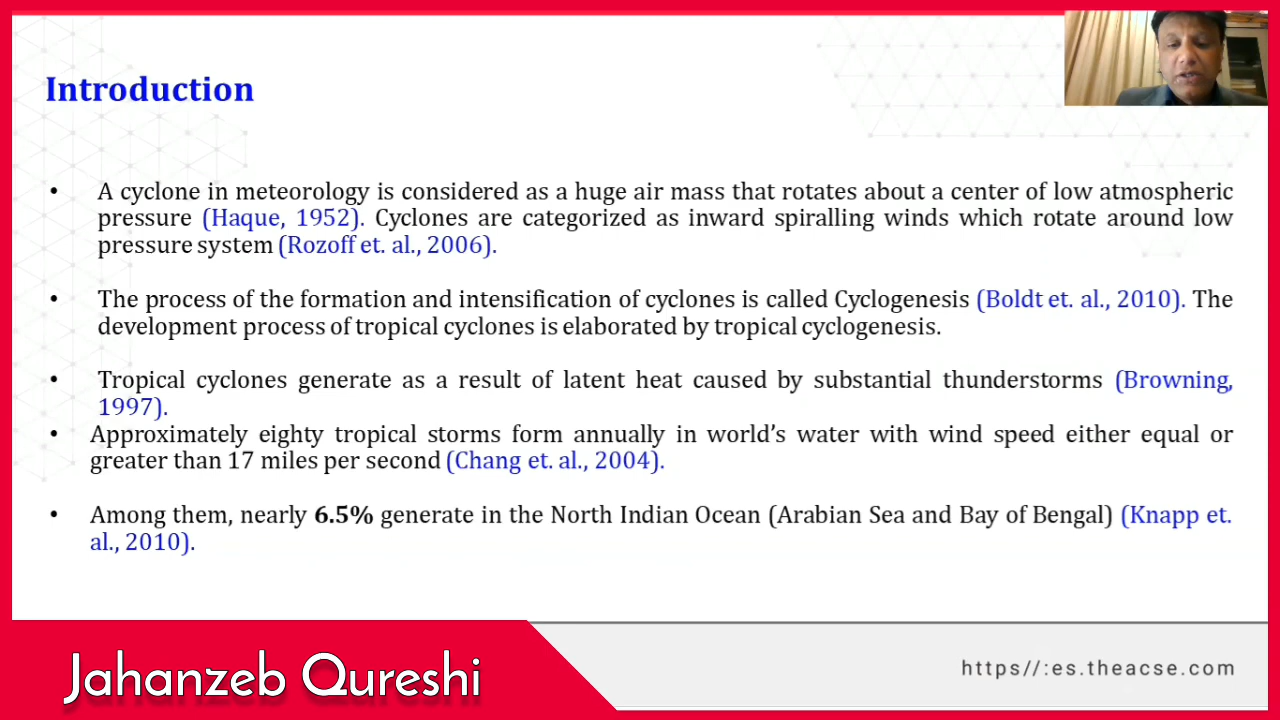 Introduction
• A cyclone in meteorology is considered as a huge air mass that rotates about a center of low atmospheric
pressure (Haque, 1952). Cyclones are categorized as inward spiralling winds which rotate around low
pressure system (Rozoff et. al., 2006).
• The process of the formation and intensification of cyclones is called Cyclogenesis (Boldt et. al., 2010). The
development process of tropical cyclones is elaborated by tropical cyclogenesis.
• Tropical cyclones generate as a result of latent heat caused by substantial thunderstorms (Browning,
1997).
• Approximately eighty tropical storms form annually in world’s water with wind speed either equal or
greater than 17 miles per second (Chang et. al., 2004).
• Among them, nearly 6.5% generate in the North Indian Ocean (Arabian Sea and Bay of Bengal) (Knapp et.
al., 2010).
Jahanzeb Qureshi
https//:es.theacse.com